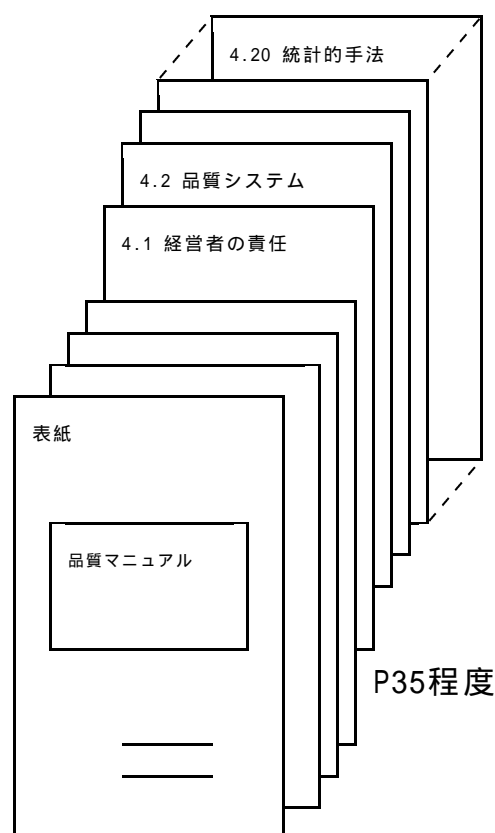 4.20 統計的手法
4.2 品質システム
4.1 経営者の責任
表紙
品質マニュアル
P35程度